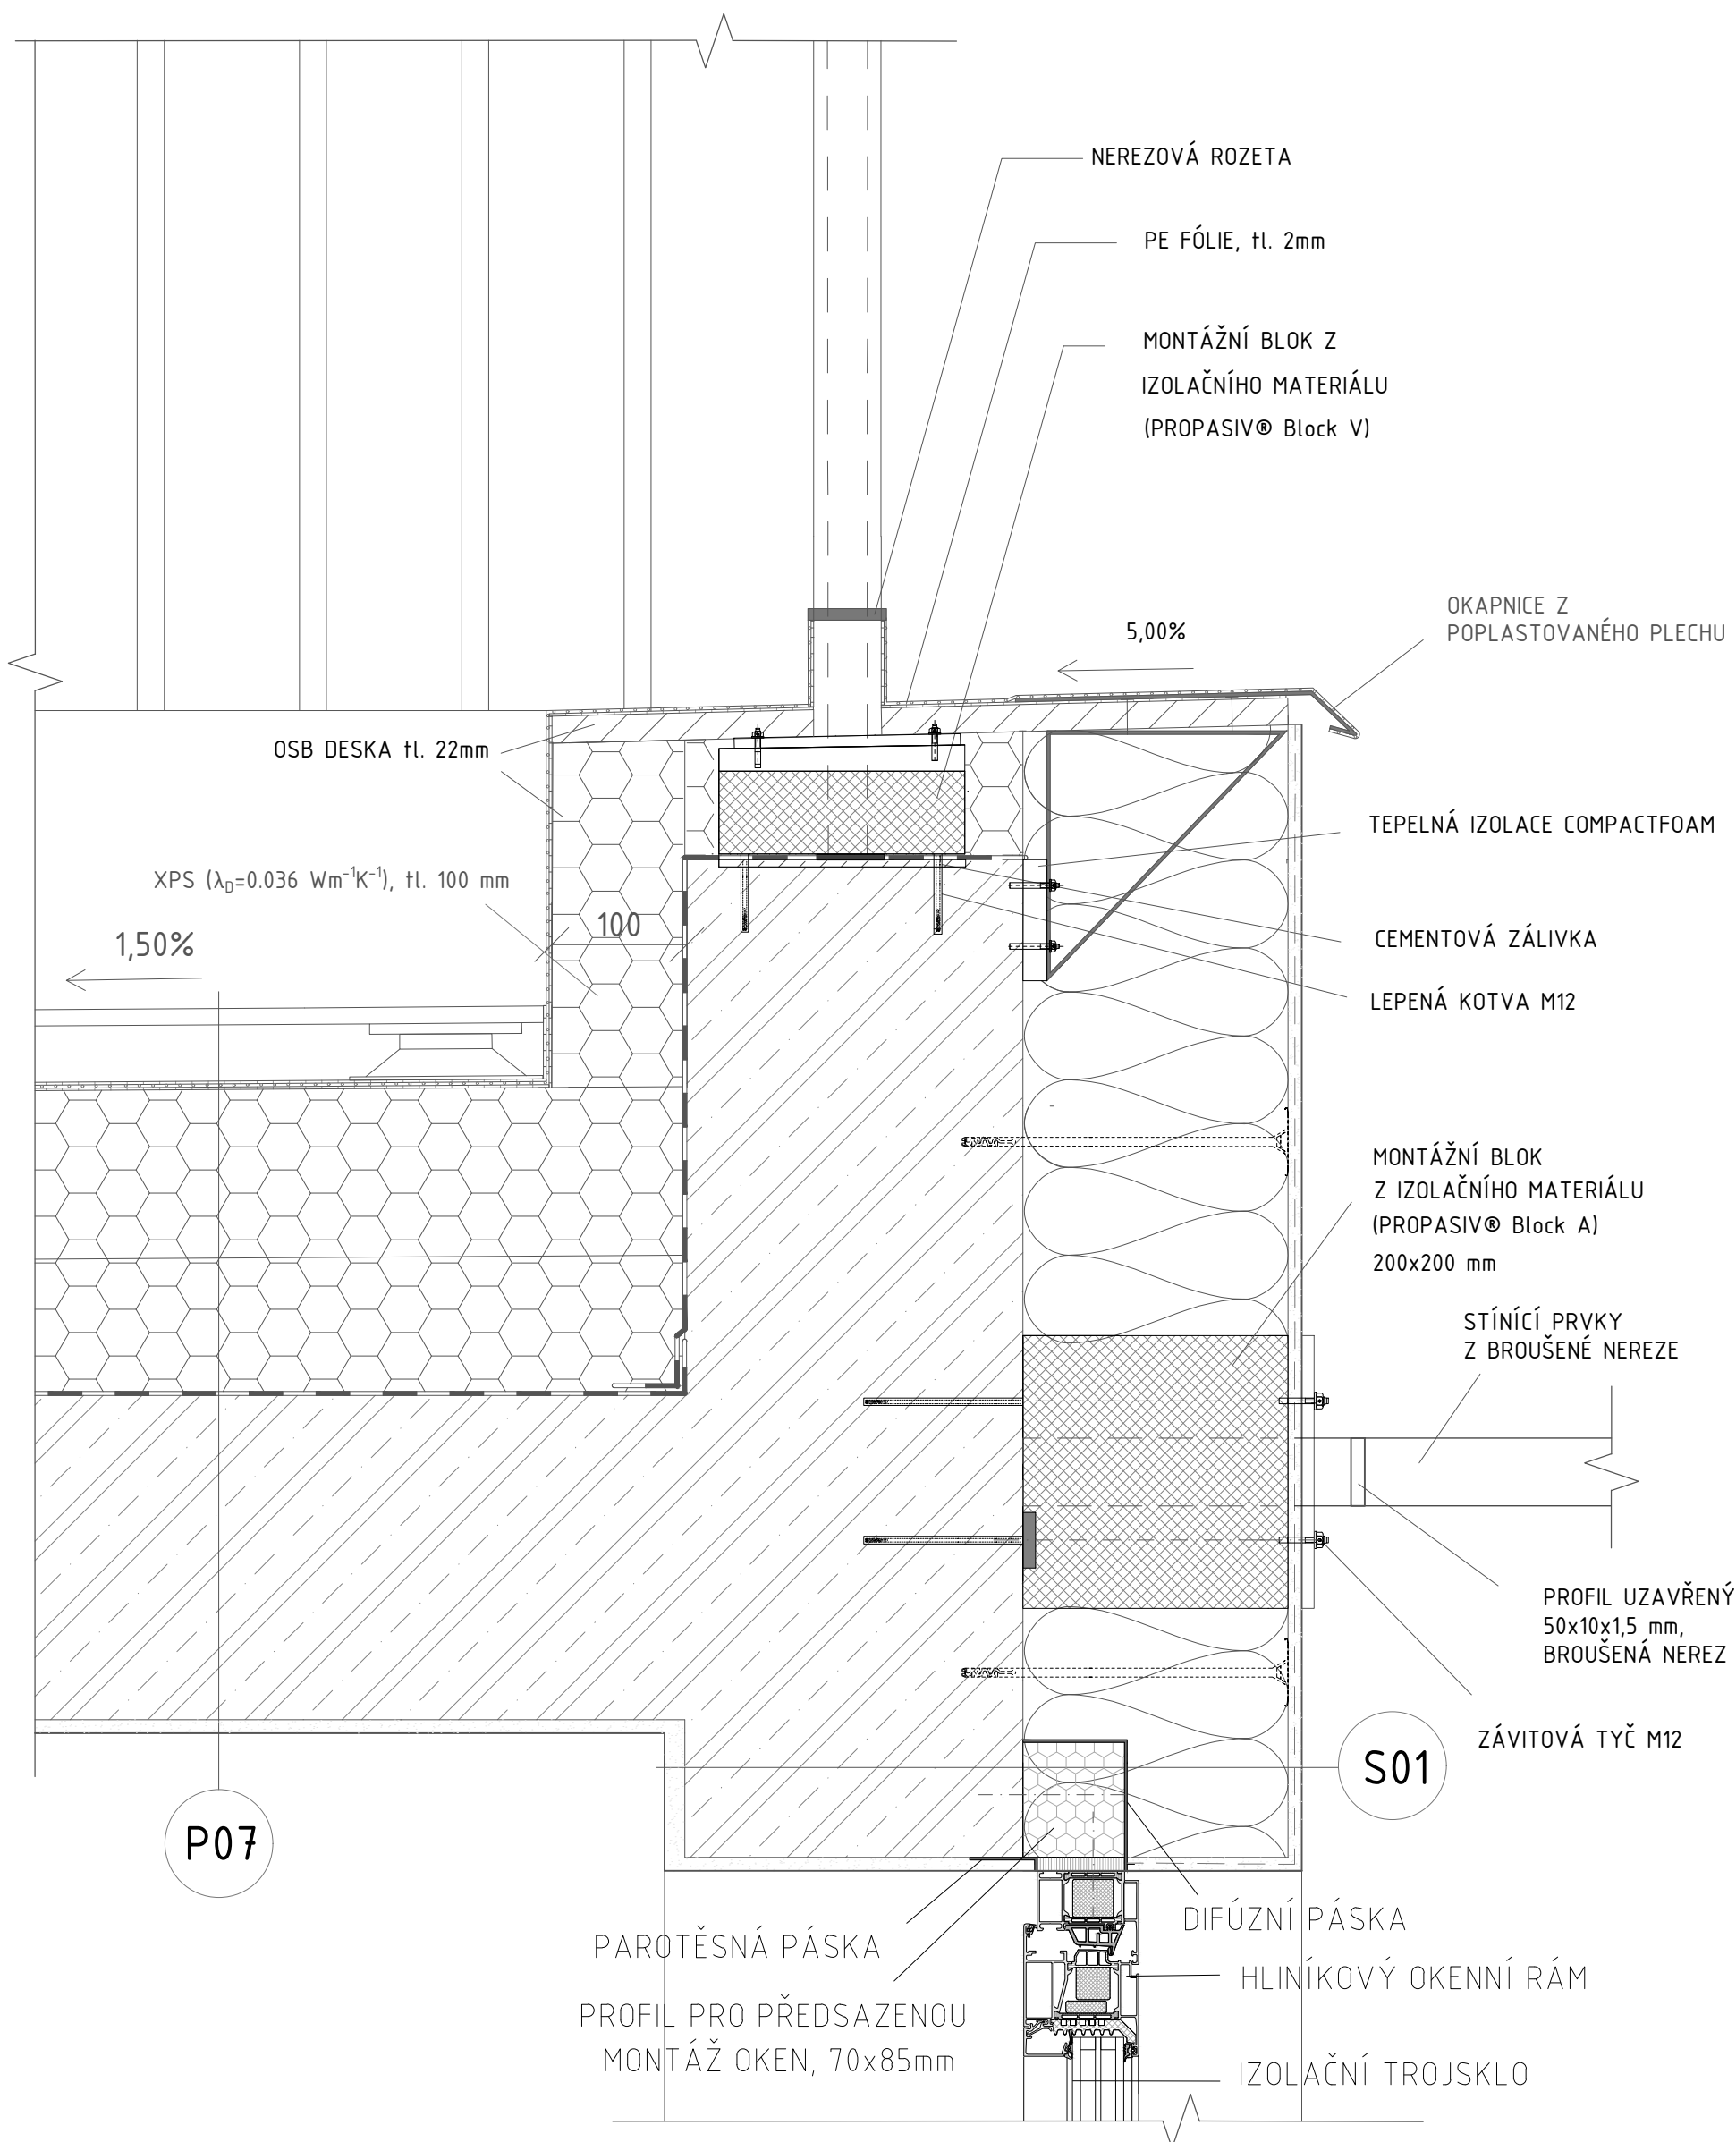 NEREZOVÁ ROZETA
PE FÓLIE, tl. 2mm
MONTÁŽNÍ BLOK Z
IZOLAČNÍHO MATERIÁLU
(PROPASIV® Block V)
OKAPNICE Z
POPLASTOVANÉHO PLECHU
5,00%
OSB DESKA tl. 22mm
TEPELNÁ IZOLACE COMPACTFOAM
XPS (λD=0.036 Wm⁻¹K⁻¹), tl. 100 mm
100
1,50%
CEMENTOVÁ ZÁLIVKA
LEPENÁ KOTVA M12
MONTÁŽNÍ BLOK
Z IZOLAČNÍHO MATERIÁLU
(PROPASIV® Block A)
200x200 mm
STÍNÍCÍ PRVKY
Z BROUŠENÉ NEREZE
PROFIL UZAVŘENÝ
50x10x1,5 mm,
BROUŠENÁ NEREZ
ZÁVITOVÁ TYČ M12
S01
P07
DIFÚZNÍ PÁSKA
PAROTĚSNÁ PÁSKA
HLINÍKOVÝ OKENNÍ RÁM
PROFIL PRO PŘEDSAZENOU
MONTÁŽ OKEN, 70x85mm
IZOLAČNÍ TROJSKLO